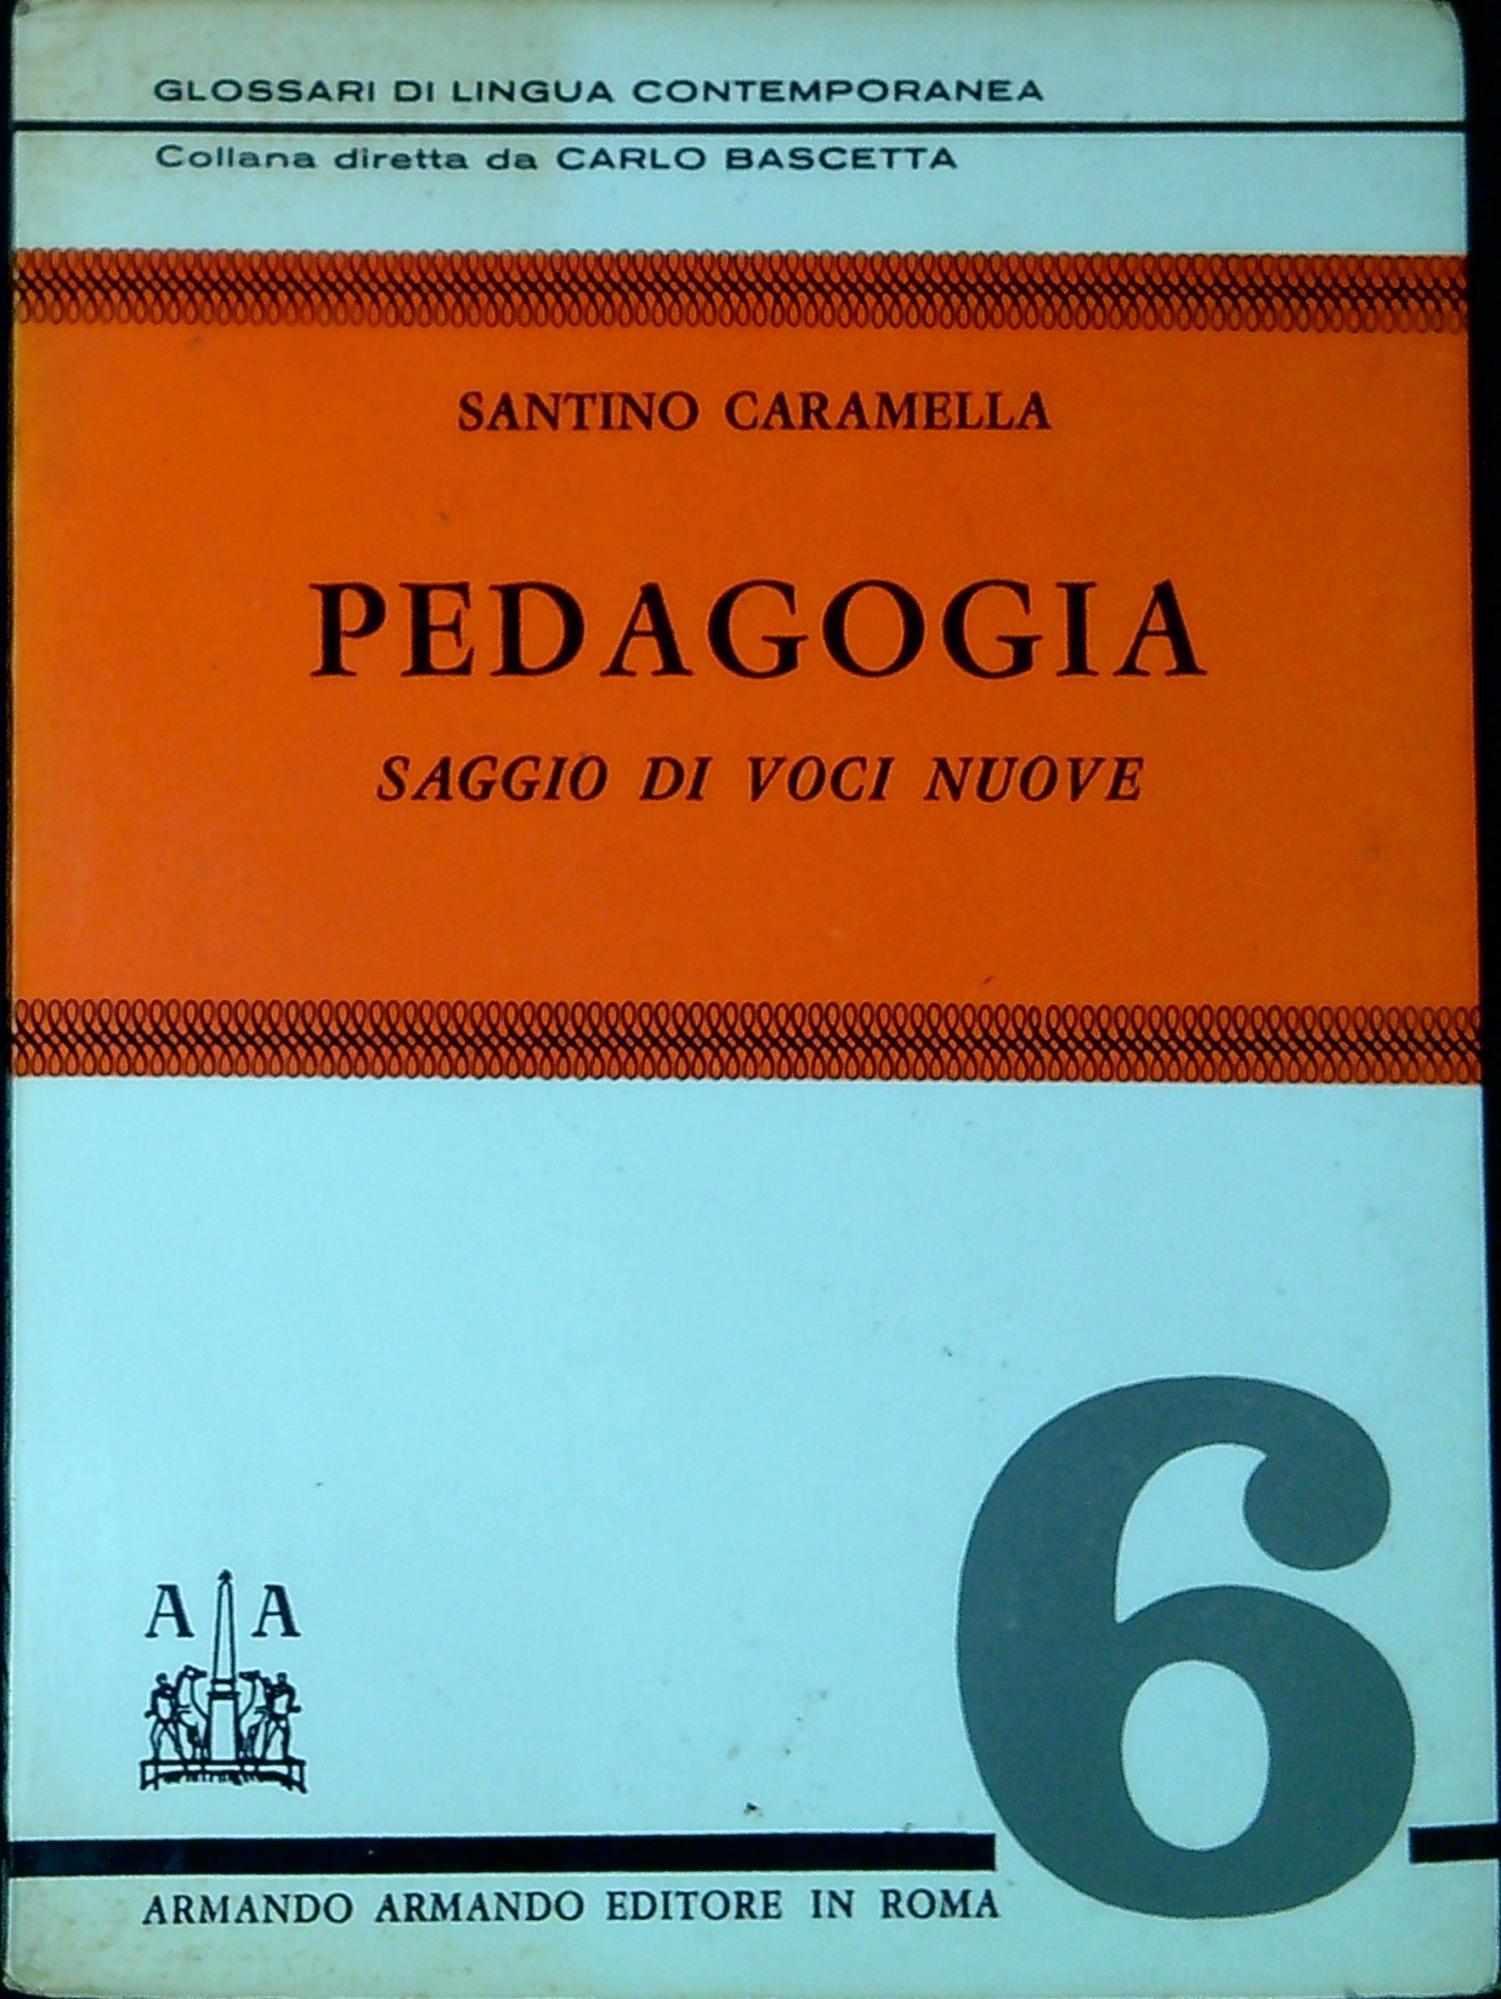 GLOSSARI DI LINGUA CONTEMPORANEA
Collana diretta da CARLO BASCETTA
SANTINO CARAMELLA
PEDAGOGIA
SAGGIO DI VOCI NUOVE
6
A A
ARMANDO ARMANDO EDITORE IN ROMA